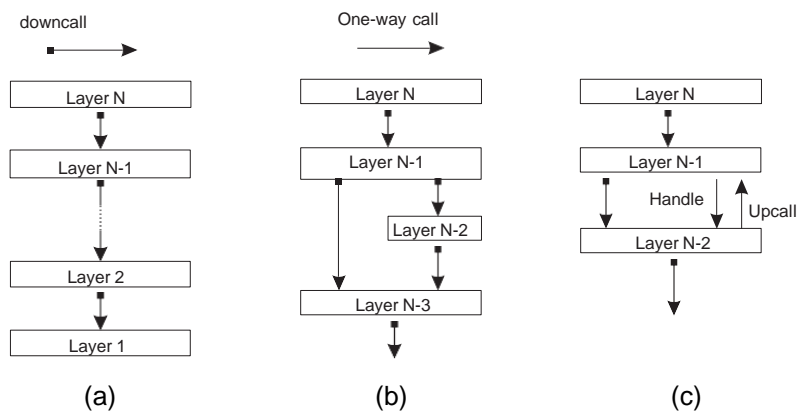 downcall
One-way call
Layer N
Layer N-1
Layer 2
Layer 1
(a)
Layer N
Layer N-1
Layer N-2
Layer N-3
(b)
Layer N
Layer N-1
Handle
Upcall
Layer N-2
(c)